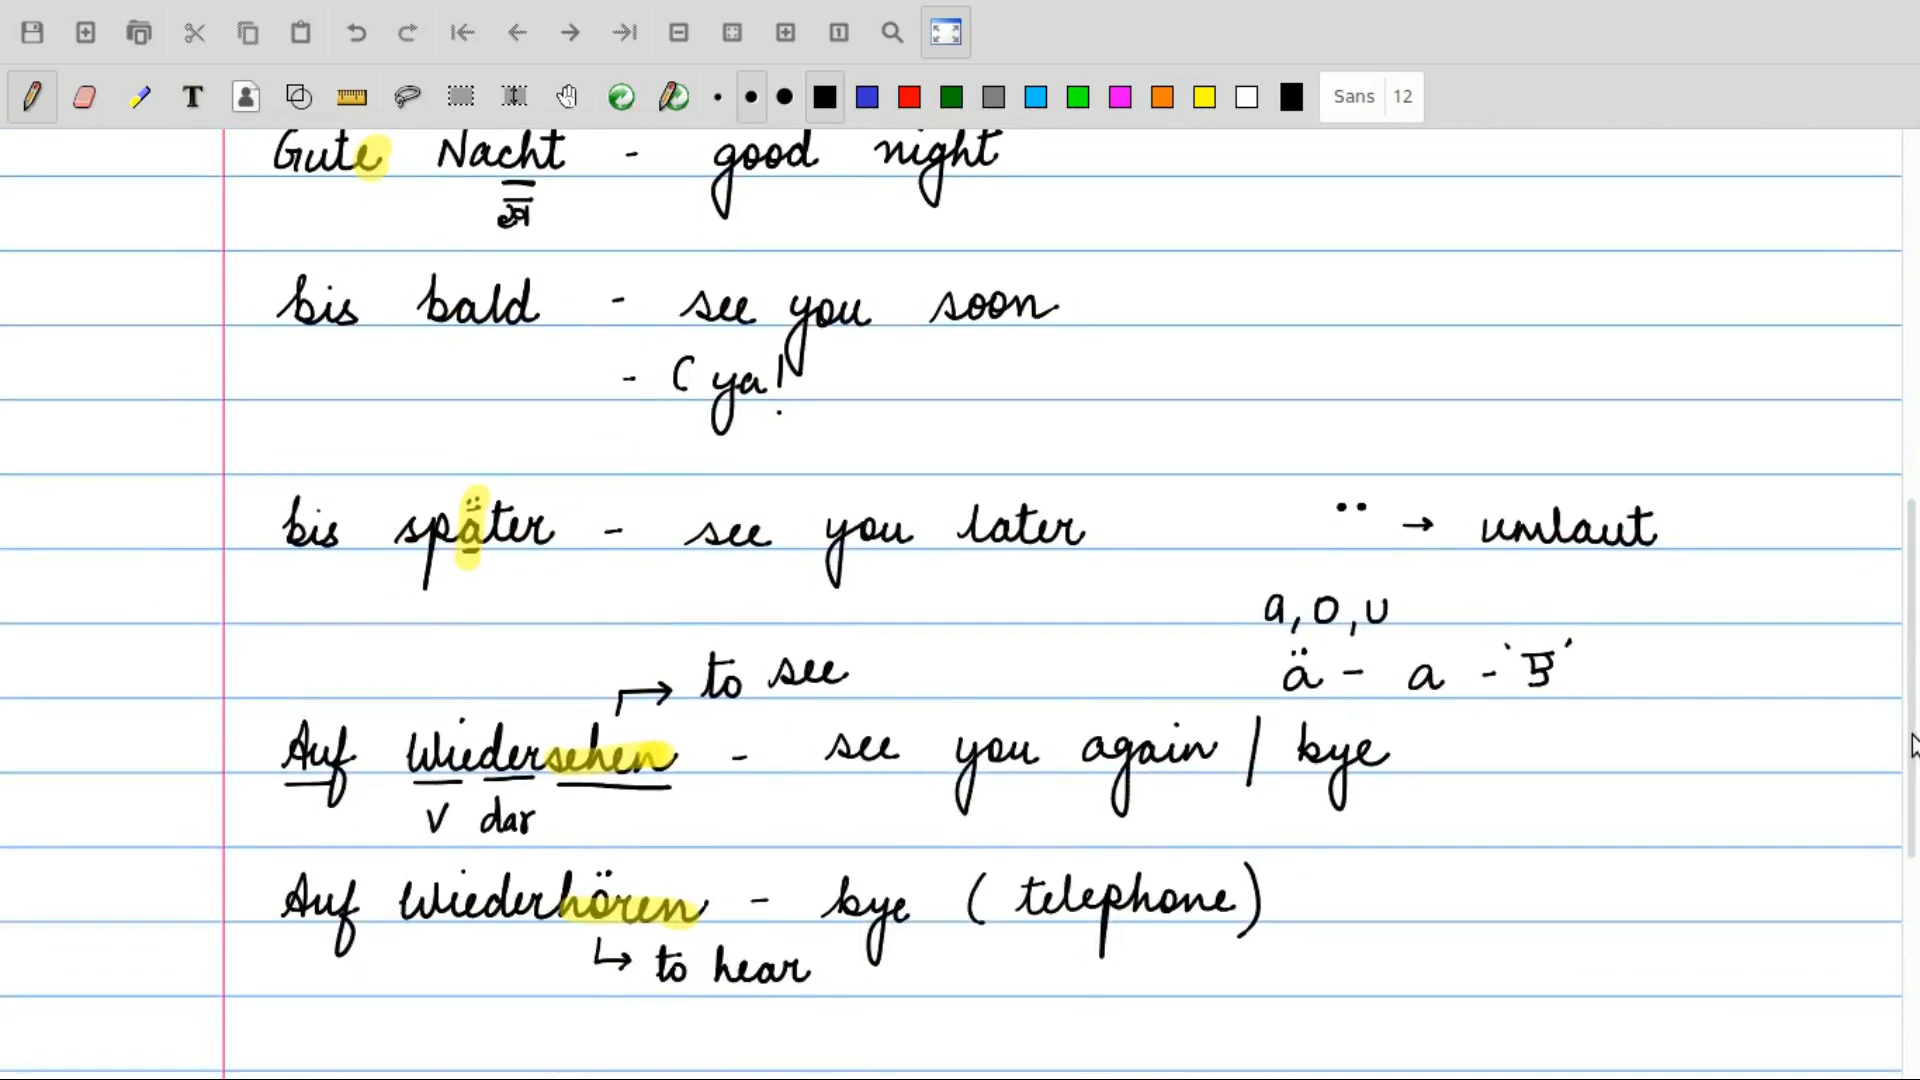 Sans 12
Gute Nacht - good night
ख
bis bald - see you soon
- C ya!
bis später - see you later
¨ → umlaut
a, o, u
ä - a - 'ए'
↱ to see
Auf Wiedersehen - see you again / bye
V dar
Auf Wiederhören - bye (telephone)
↳ to hear